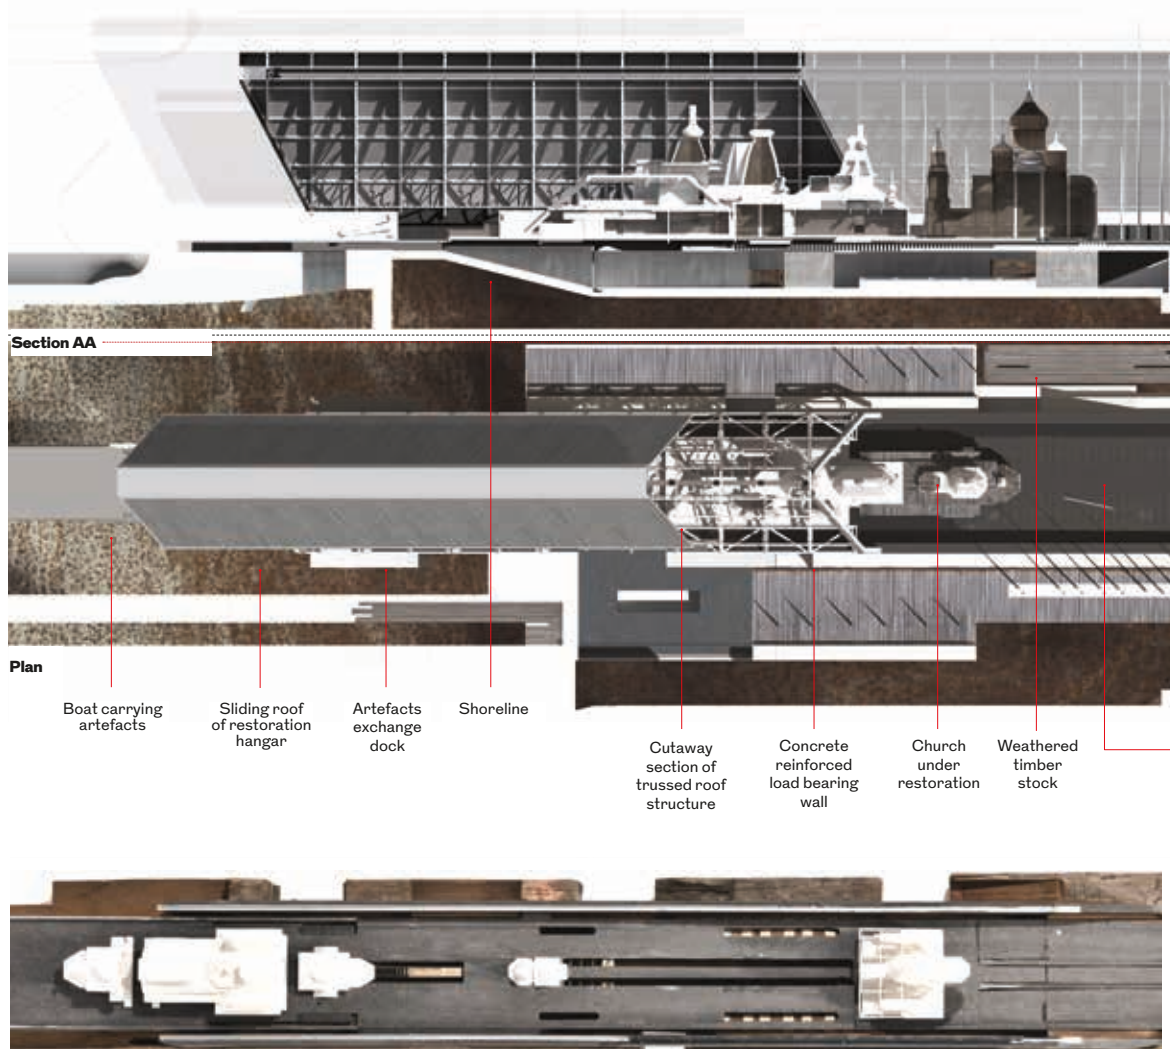 Section AA
Plan
Boat carrying
artefacts
Sliding roof
of restoration
hangar
Artefacts
exchange
dock
Shoreline
Cutaway
section of
trussed roof
structure
Concrete
reinforced
load bearing
wall
Church
under
restoration
Weathered
timber
stock